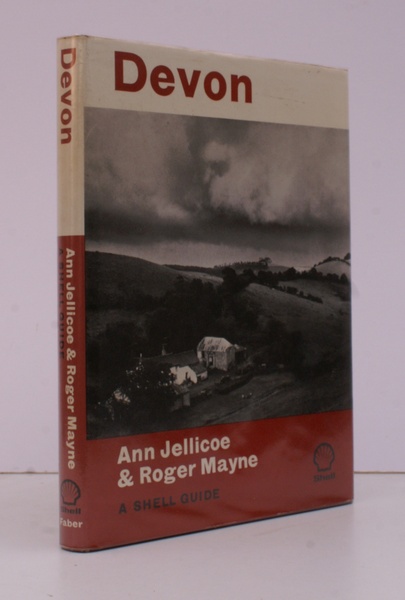 Devon
Ann Jellicoe
& Roger Mayne
A SHELL GUIDE
Shell
Devon
Ann Jellicoe & Roger Mayne
Shell
Faber